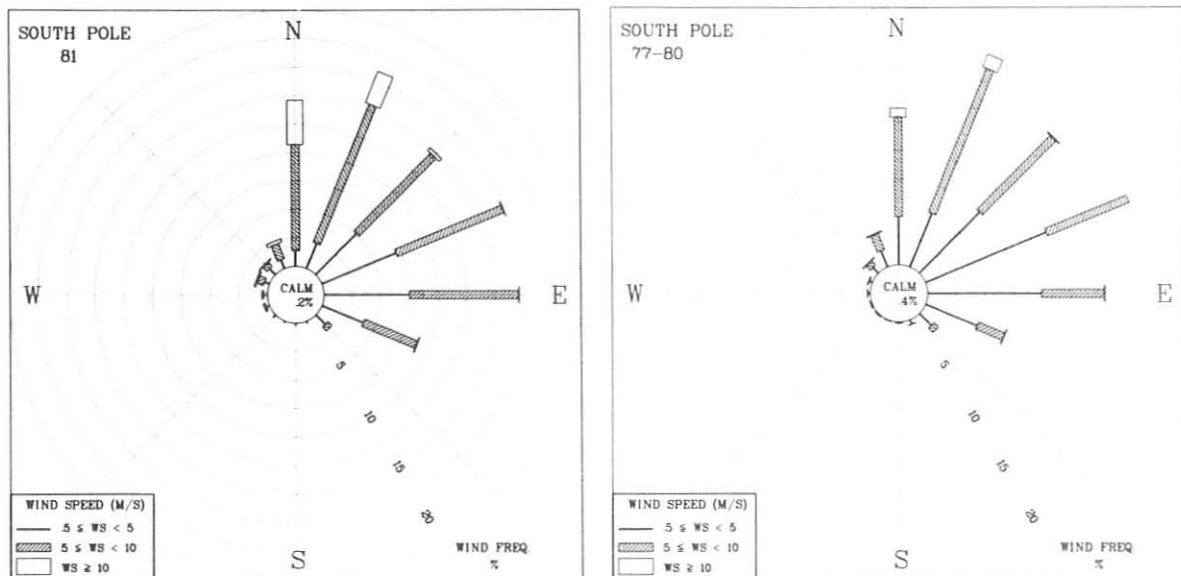 SOUTH POLE
81
N
W
E
S
CALM
.2%
5
10
15
20
WIND SPEED (M/S)
.5 ≤ WS < 5
5 ≤ WS < 10
WS ≥ 10
WIND FREQ.
%
SOUTH POLE
77-80
N
W
E
S
CALM
.4%
5
10
15
20
WIND SPEED (M/S)
.5 ≤ WS < 5
5 ≤ WS < 10
WS ≥ 10
WIND FREQ
%